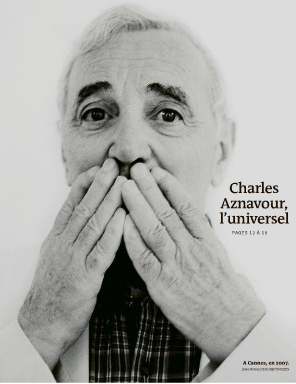 Charles
Aznavour,
l'universel
PAGES 12 À 16
A Cannes, en 2007.